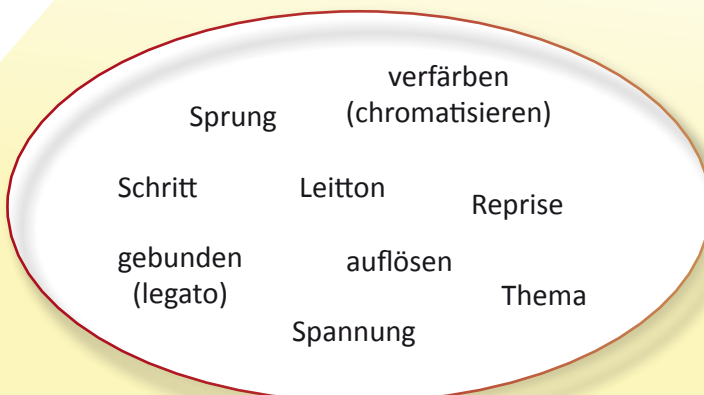 verfärben
(chromatisieren)
Sprung
Schritt
Leitton
Reprise
gebunden
(legato)
auflösen
Thema
Spannung